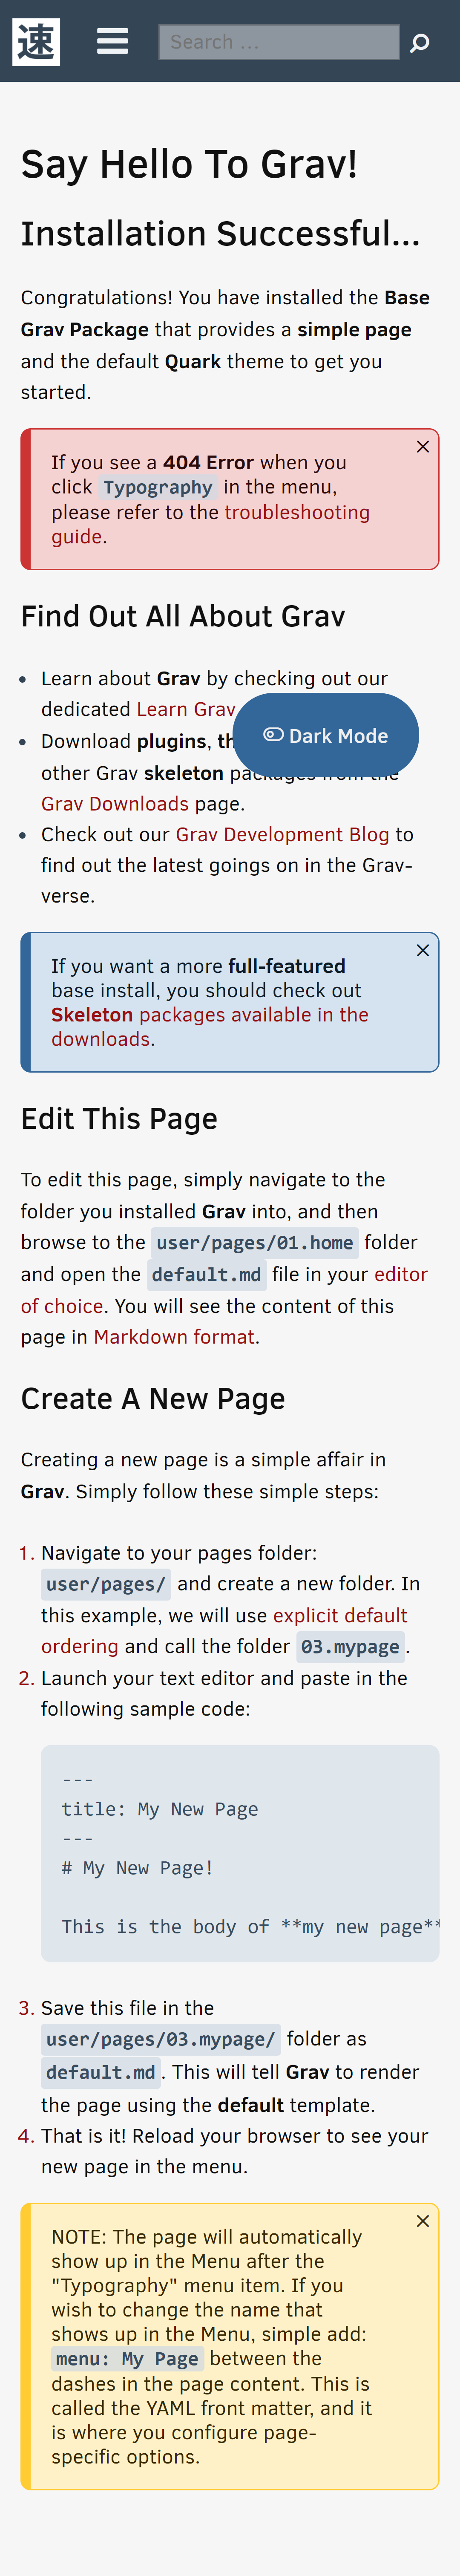 速
Search ...
Say Hello To Grav!
Installation Successful...
Congratulations! You have installed the Base
Grav Package that provides a simple page
and the default Quark theme to get you
started.
If you see a 404 Error when you
click Typography in the menu,
please refer to the troubleshooting
guide.
Find Out All About Grav
Learn about Grav by checking out our
dedicated Learn Grav
Dark Mode
Download plugins,
other Grav skeleton packages from the
Grav Downloads page.
Check out our Grav Development Blog to
find out the latest goings on in the Grav-
verse.
If you want a more full-featured
base install, you should check out
Skeleton packages available in the
downloads.
Edit This Page
To edit this page, simply navigate to the
folder you installed Grav into, and then
browse to the user/pages/01.home folder
and open the default.md file in your editor
of choice. You will see the content of this
page in Markdown format.
Create A New Page
Creating a new page is a simple affair in
Grav. Simply follow these simple steps:
1. Navigate to your pages folder:
user/pages/ and create a new folder. In
this example, we will use explicit default
ordering and call the folder 03.mypage.
2. Launch your text editor and paste in the
following sample code:
---
title: My New Page
---
# My New Page!
This is the body of **my new page**
3. Save this file in the
user/pages/03.mypage/ folder as
default.md. This will tell Grav to render
the page using the default template.
4. That is it! Reload your browser to see your
new page in the menu.
NOTE: The page will automatically
show up in the Menu after the
"Typography" menu item. If you
wish to change the name that
shows up in the Menu, simple add:
menu: My Page between the
dashes in the page content. This is
called the YAML front matter, and it
is where you configure page-
specific options.